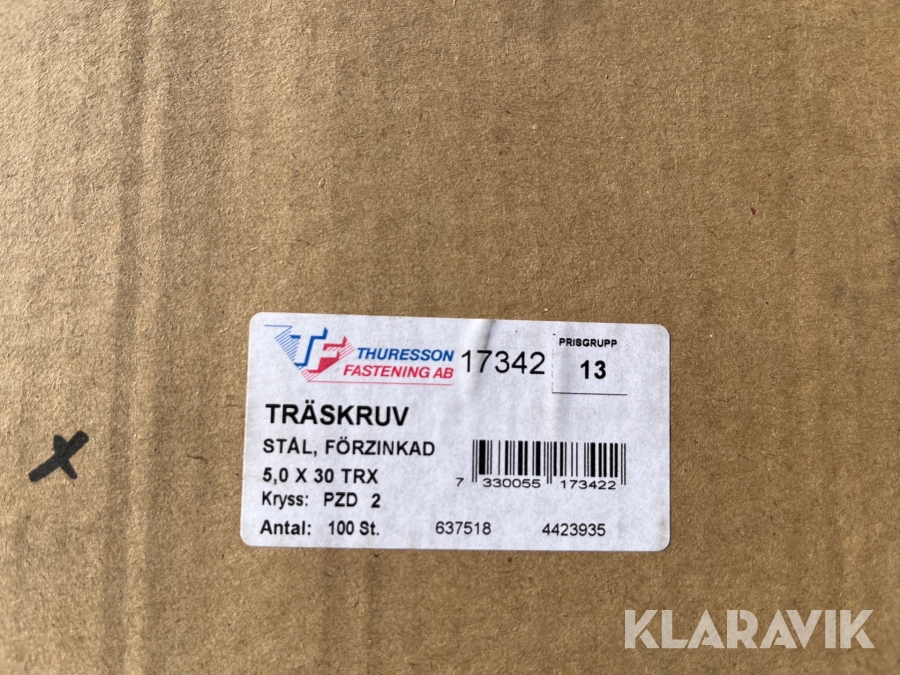 TF THURESSON
FASTENING AB
17342
PRISGRUPP
13
TRÄSKRUV
STÅL, FÖRZINKAD
5,0 X 30 TRX
Kryss: PZD 2
7 330055 173422
Antal: 100 St. 637518 4423935
X
KLARAVIK